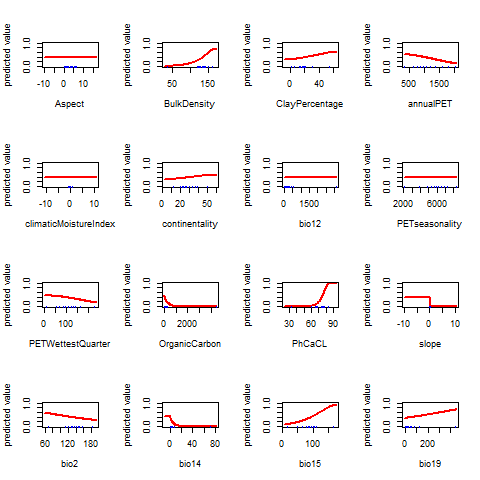 predicted value 0.0 1.0 -10 0 5 10 Aspect
predicted value 0.0 1.0 50 150 BulkDensity
predicted value 0.0 1.0 0 40 ClayPercentage
predicted value 0.0 1.0 500 1500 annualPET
predicted value 0.0 1.0 -10 0 5 10 climaticMoistureIndex
predicted value 0.0 1.0 0 20 40 60 continentality
predicted value 0.0 1.0 0 1500 bio12
predicted value 0.0 1.0 2000 6000 PETseasonality
predicted value 0.0 1.0 0 100 PETWettestQuarter
predicted value 0.0 1.0 0 2000 OrganicCarbon
predicted value 0.0 1.0 30 50 70 90 PhCaCL
predicted value 0.0 1.0 -10 0 5 10 slope
predicted value 0.0 1.0 60 120 180 bio2
predicted value 0.0 1.0 0 40 80 bio14
predicted value 0.0 1.0 0 100 bio15
predicted value 0.0 1.0 0 200 bio19